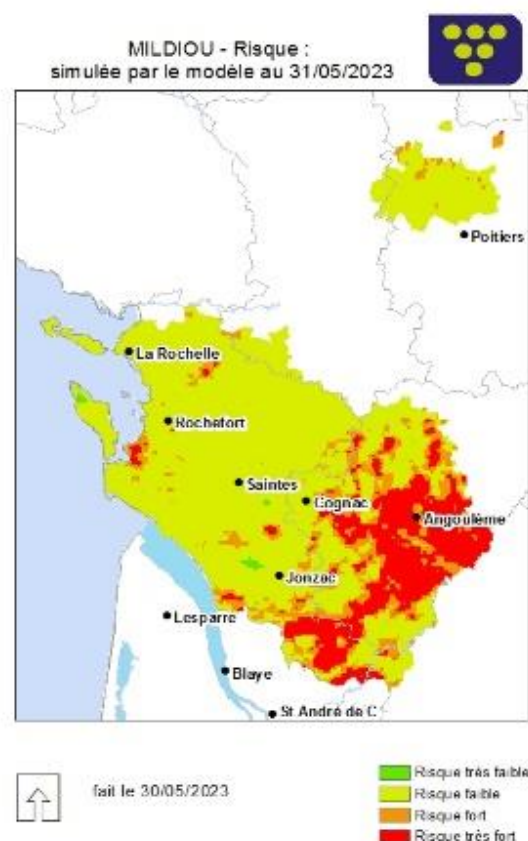 MILDIOU - Risque :
simulée par le modèle au 31/05/2023
Poitiers
La Rochelle
Rochefort
Saintes
Cognac
Angoulème
Jonzac
Lesparre
Blaye
St André de C
fait le 30/05/2023
Risque très faible
Risque faible
Risque fort
Risque très fort